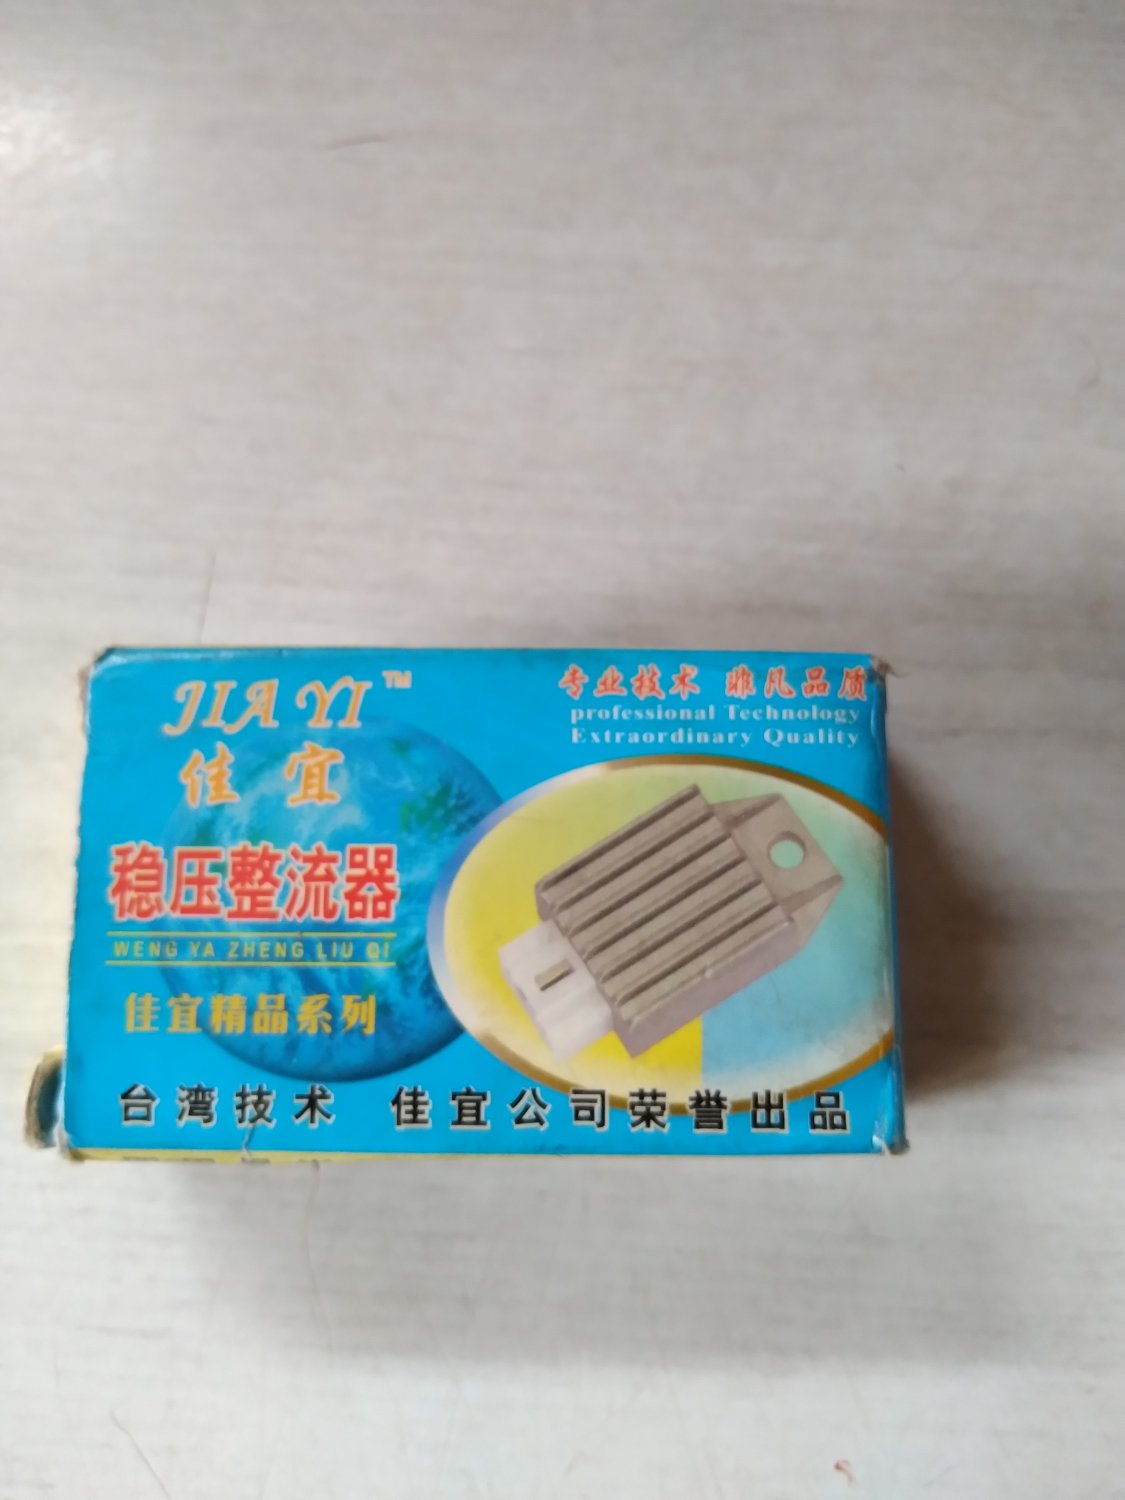 JIA YI™
佳宜
专业技术 非凡品质
professional Technology
Extraordinary Quality
稳压整流器
WENG YA ZHENG LIU QI
佳宜精品系列
台湾技术 佳宜公司荣誉出品